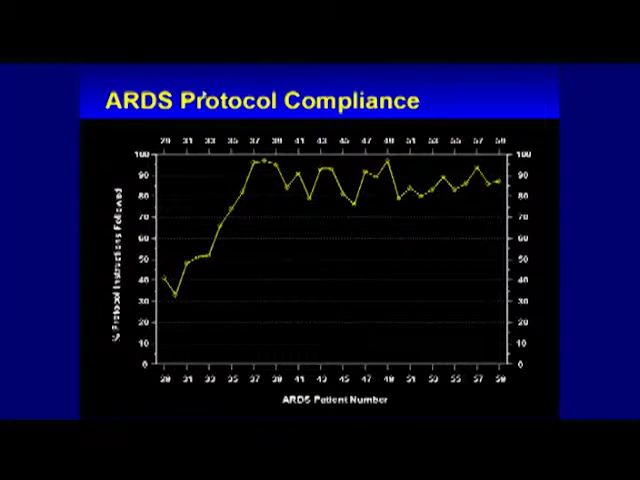 ARDS Protocol Compliance
29 31 33 35 37 39 41 43 45 47 49 51 53 55 57 59
100 100
90 90
80 80
70 70
60 60
50 50
40 40
30 30
20 20
10 10
0 0
% Protocol Instructions Followed
29 31 33 35 37 39 41 43 45 47 49 51 53 55 57 59
ARDS Patient Number